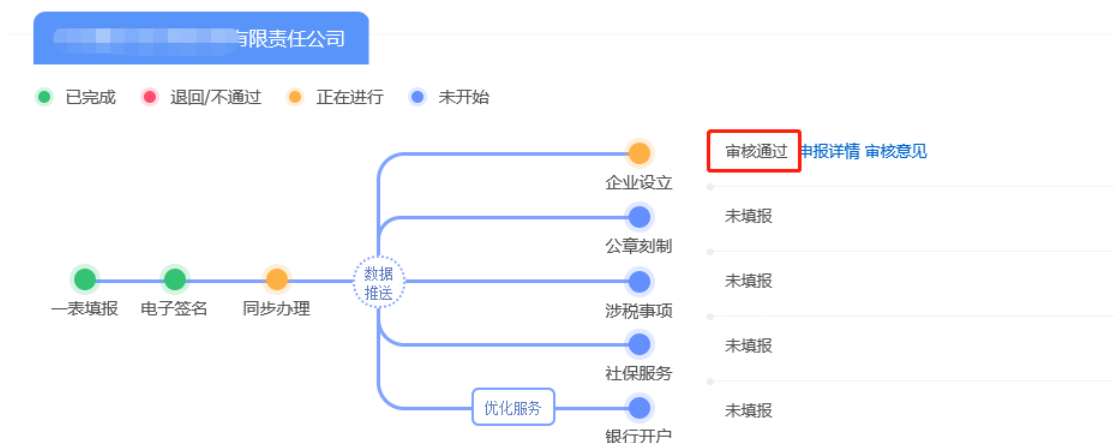 有限责任公司
已完成 退回/不通过 正在进行 未开始
审核通过 申报详情 审核意见
企业设立
未填报
公章刻制
数据
推送
未填报
一表填报 电子签名 同步办理
涉税事项
未填报
社保服务
优化服务
未填报
银行开户